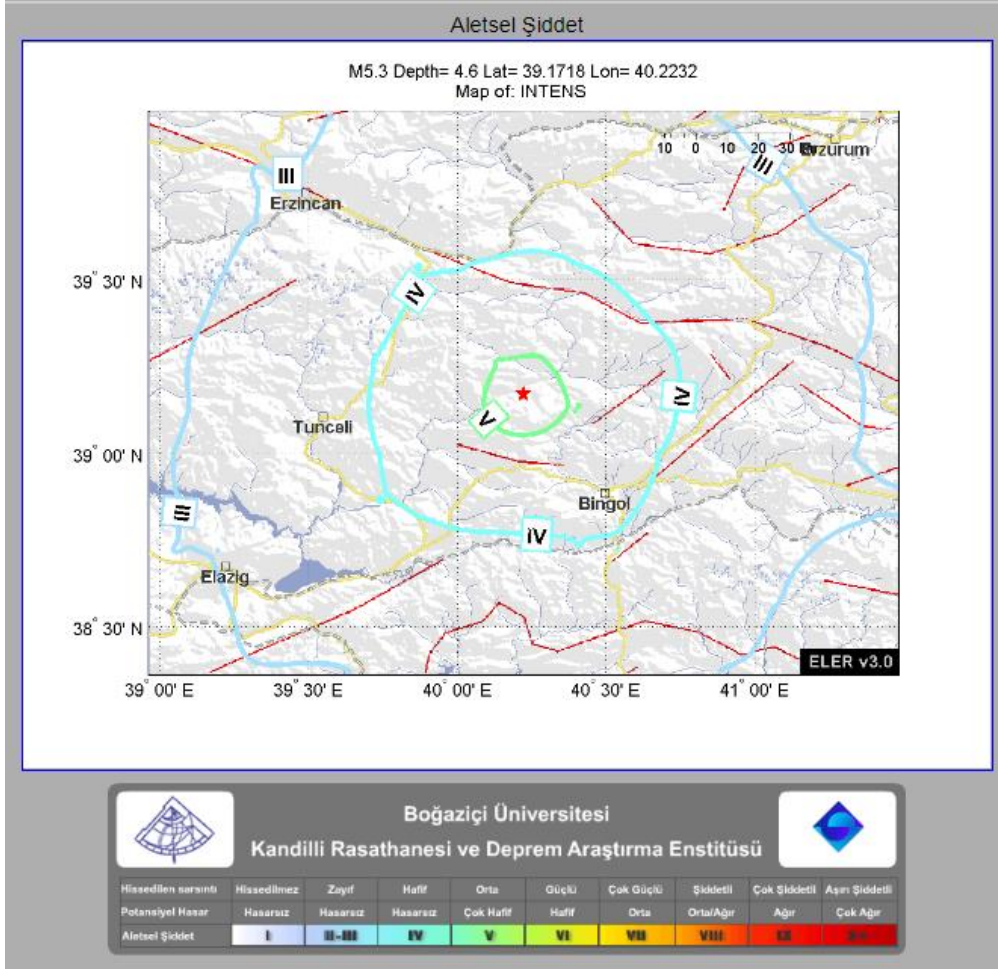 Aletsel Şiddet
M5.3 Depth= 4.6 Lat= 39.1718 Lon= 40.2232
Map of: INTENS
10 0 10 20 30
III
III
Erzurum
Erzincan
39° 30' N
IV
IV
V
Tunceli
39° 00' N
Bingol
III
IV
Elazig
38° 30' N
ELER v3.0
39° 00' E 39° 30' E 40° 00' E 40° 30' E 41° 00' E
Boğaziçi Üniversitesi
Kandilli Rasathanesi ve Deprem Araştırma Enstitüsü
Hissedilen sarsıntı Hissedilmez Zayıf Hafif Orta Güçlü Çok Güçlü Şiddetli Çok Şiddetli Aşırı Şiddetli
Potansiyel Hasar Hasarsız Hasarsız Hasarsız Çok Hafif Hafif Orta Orta/Ağır Ağır Çok Ağır
Aletsel Şiddet I II-III IV V VI VII VIII